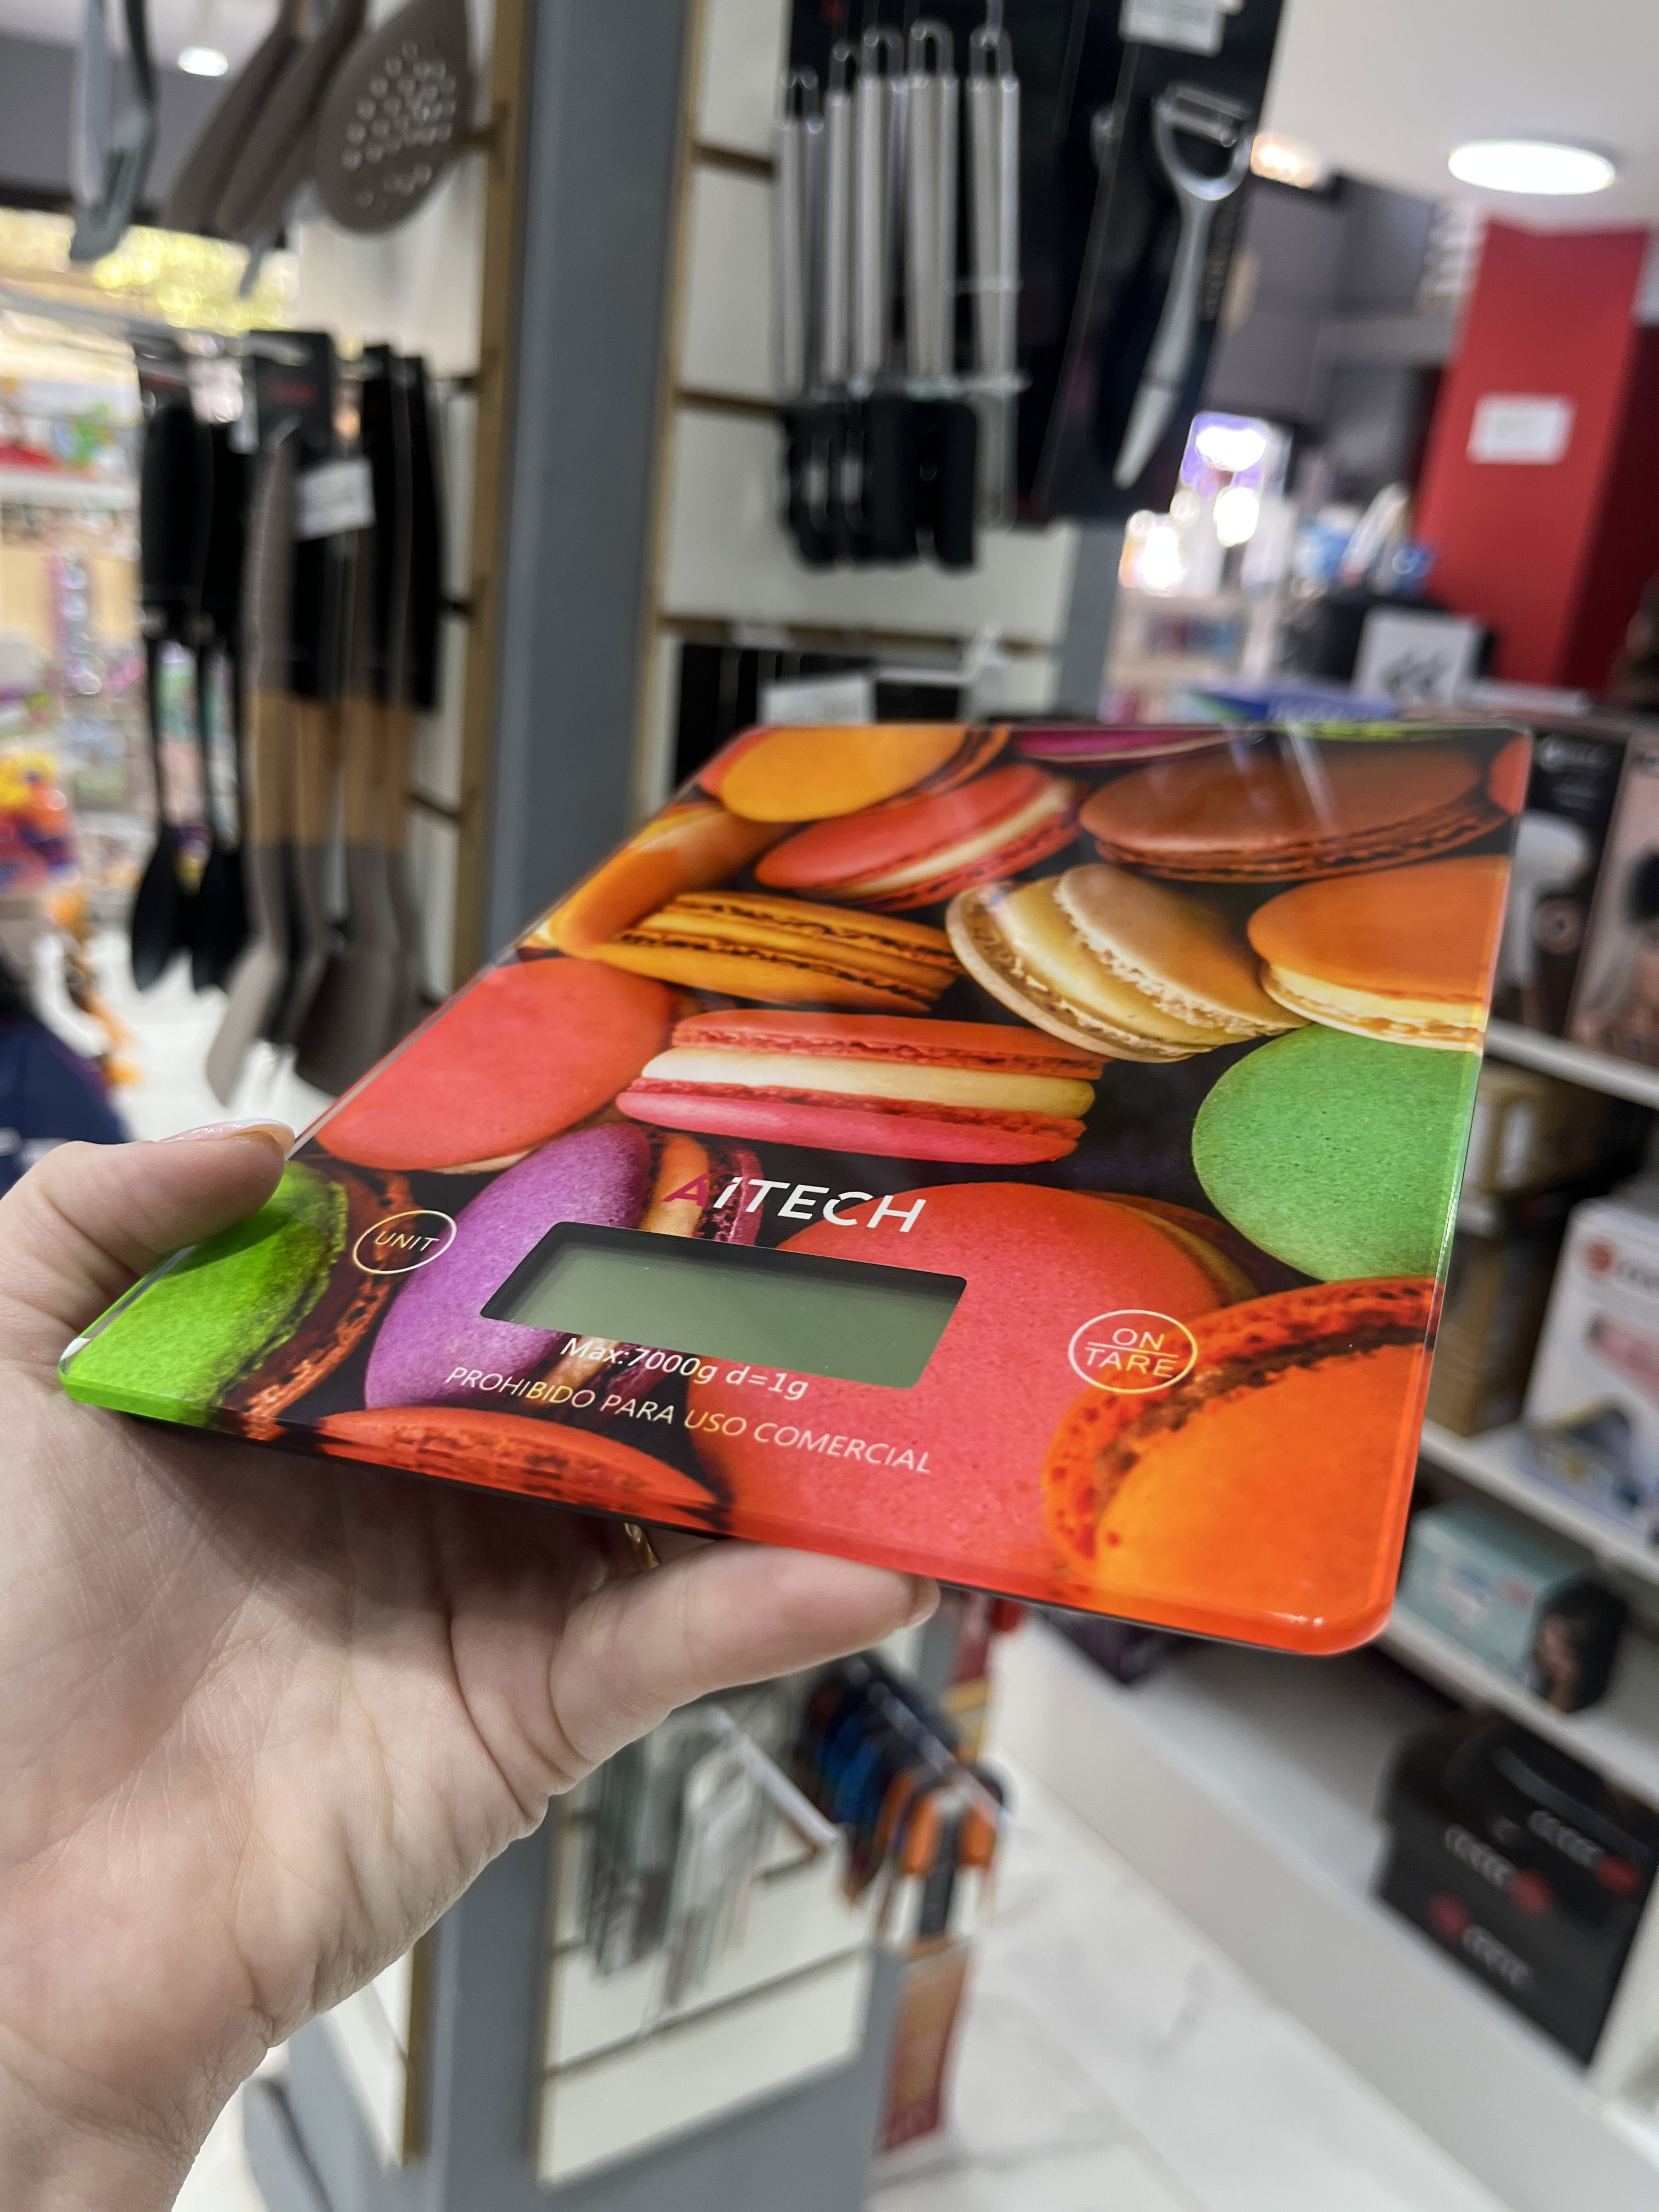 AiTECH
UNIT
ON
TARE
Max:7000g d=1g
PROHIBIDO PARA USO COMERCIAL